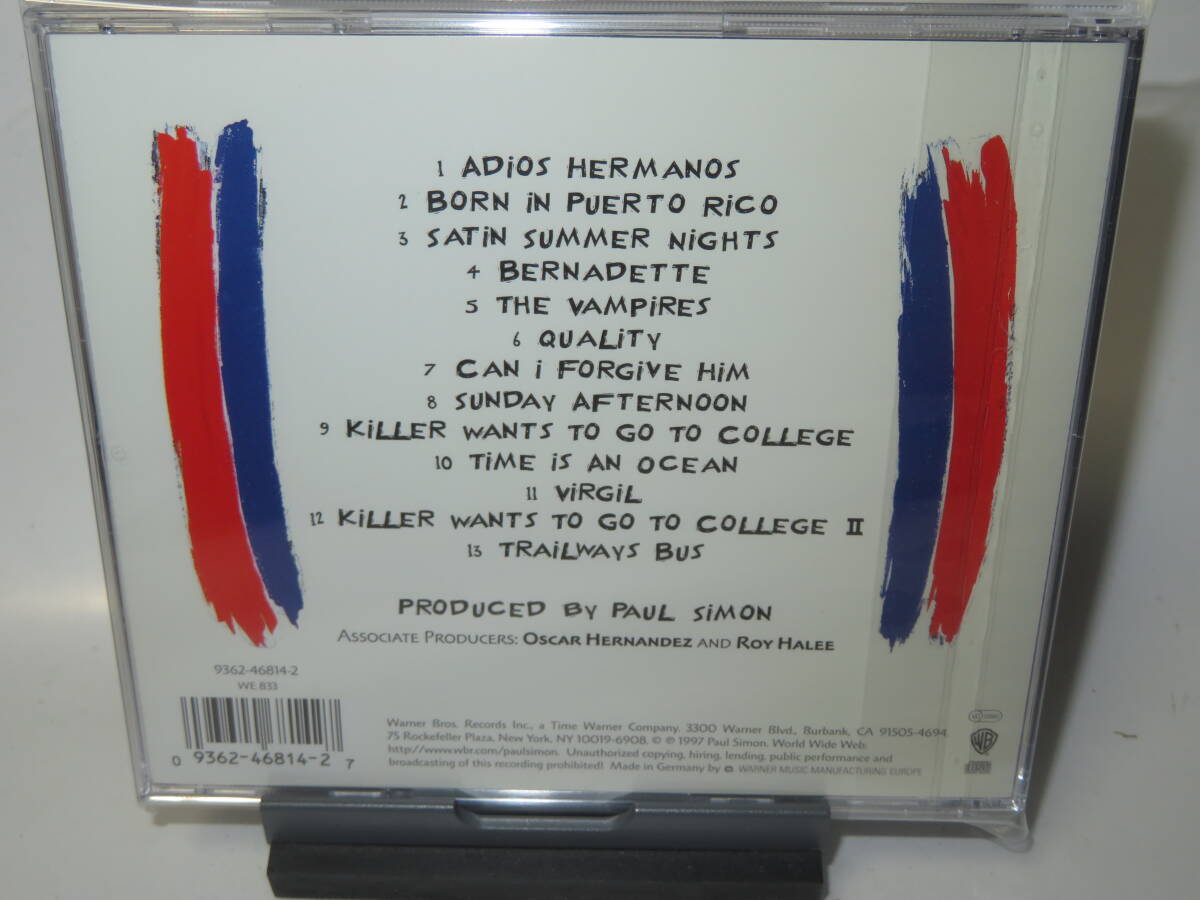 1 ADiOS HERMANOS
2 BORN iN PUERTO RiCO
3 SATiN SUMMER NiGHTS
4 BERNADETTE
5 THE VAMPiRES
6 QUALiTY
7 CAN i FORGiVE HiM
8 SUNDAY AFTERNOON
9 KiLLER WANTS TO GO TO COLLEGE
10 TiME iS AN OCEAN
11 ViRGiL
12 KiLLER WANTS TO GO TO COLLEGE II
13 TRAiLWAYS BUS
PRODUCED BY PAUL SiMON
ASSOCIATE PRODUCERS: OSCAR HERNANDEZ AND ROY HALEE
9362-46814-2
WE 833
0 9362-46814-2 7
Warner Bros. Records Inc., a Time Warner Company. 3300 Warner Blvd., Burbank, CA 91505-4694.
75 Rockefeller Plaza, New York, NY 10019-6908. © ℗ 1997 Paul Simon. World Wide Web:
http://www.wbr.com/paulsimon. Unauthorized copying, hiring, lending, public performance and
broadcasting of this recording prohibited! Made in Germany by WARNER MUSIC MANUFACTURING EUROPE
WB